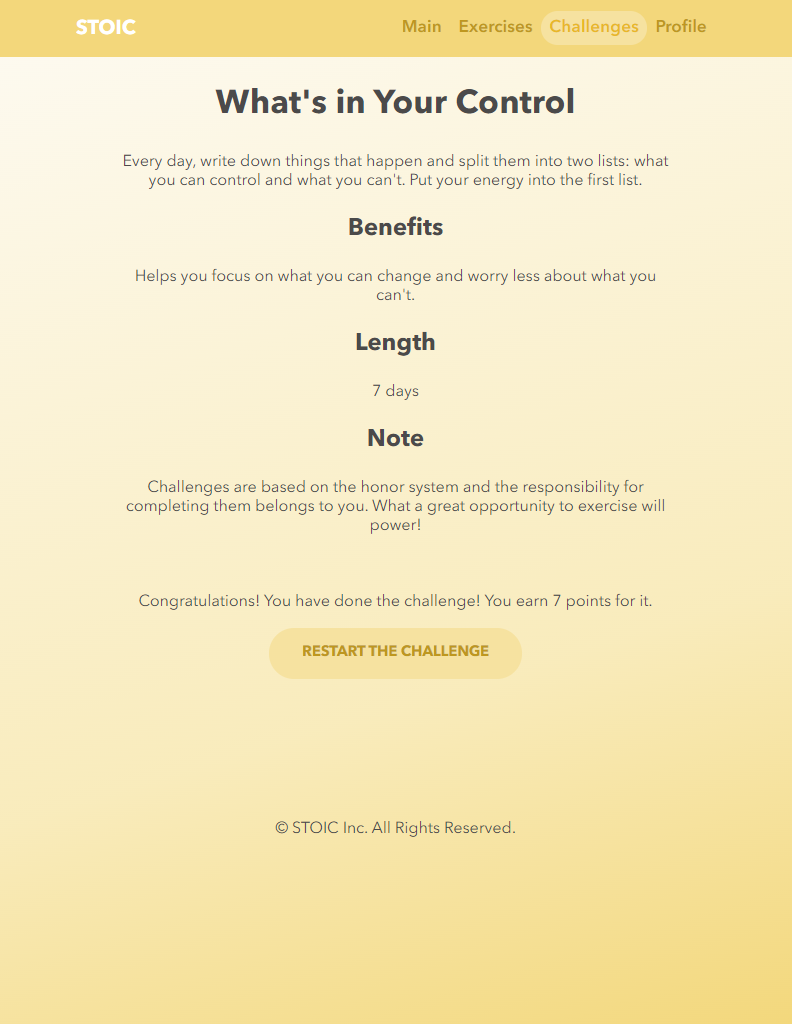 STOIC
Main Exercises Challenges Profile
What's in Your Control
Every day, write down things that happen and split them into two lists: what
you can control and what you can't. Put your energy into the first list.
Benefits
Helps you focus on what you can change and worry less about what you
can't.
Length
7 days
Note
Challenges are based on the honor system and the responsibility for
completing them belongs to you. What a great opportunity to exercise will
power!
Congratulations! You have done the challenge! You earn 7 points for it.
RESTART THE CHALLENGE
© STOIC Inc. All Rights Reserved.